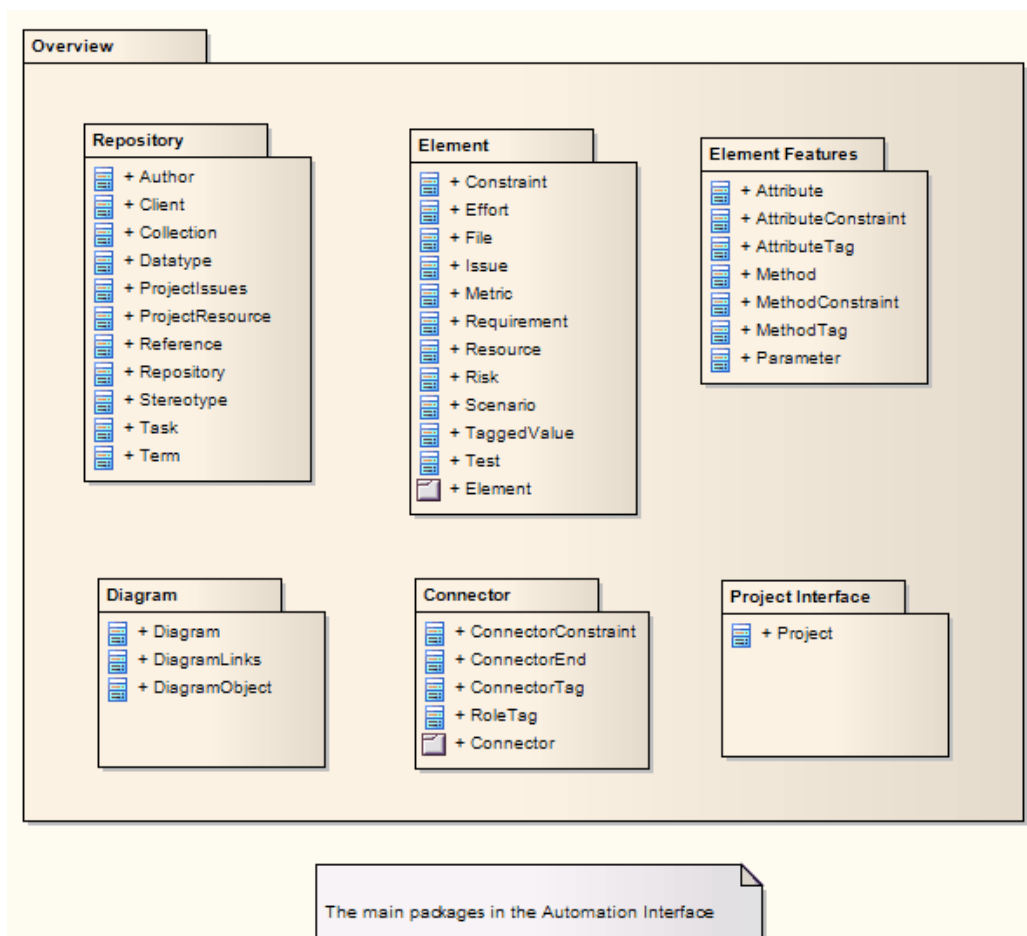 Overview
Repository
+ Author
+ Client
+ Collection
+ Datatype
+ ProjectIssues
+ ProjectResource
+ Reference
+ Repository
+ Stereotype
+ Task
+ Term
Element
+ Constraint
+ Effort
+ File
+ Issue
+ Metric
+ Requirement
+ Resource
+ Risk
+ Scenario
+ TaggedValue
+ Test
+ Element
Element Features
+ Attribute
+ AttributeConstraint
+ AttributeTag
+ Method
+ MethodConstraint
+ MethodTag
+ Parameter
Diagram
+ Diagram
+ DiagramLinks
+ DiagramObject
Connector
+ ConnectorConstraint
+ ConnectorEnd
+ ConnectorTag
+ RoleTag
+ Connector
Project Interface
+ Project
The main packages in the Automation Interface